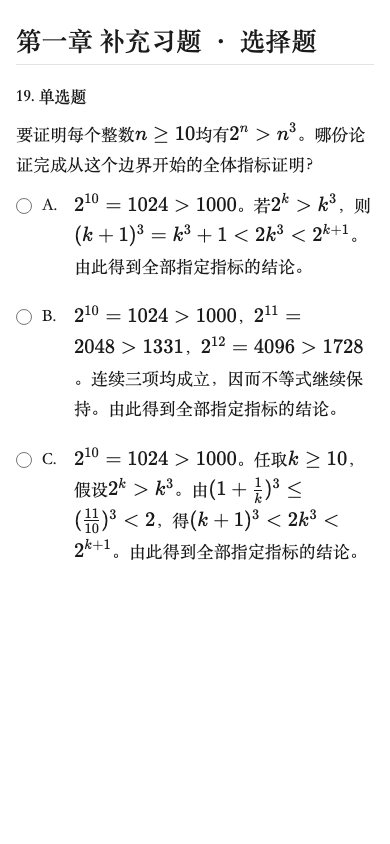 第一章 补充习题 · 选择题
19. 单选题
要证明每个整数n ≥ 10均有2^n > n^3。哪份论
证完成从这个边界开始的全体指标证明?
A. 2^10 = 1024 > 1000。若2^k > k^3，则
(k + 1)^3 = k^3 + 1 < 2k^3 < 2^{k+1}。
由此得到全部指定指标的结论。
B. 2^10 = 1024 > 1000，2^11 =
2048 > 1331，2^12 = 4096 > 1728
。连续三项均成立，因而不等式继续保
持。由此得到全部指定指标的结论。
C. 2^10 = 1024 > 1000。任取k ≥ 10，
假设2^k > k^3。由(1 + 1/k)^3 ≤
(11/10)^3 < 2，得(k + 1)^3 < 2k^3 <
2^{k+1}。由此得到全部指定指标的结论。